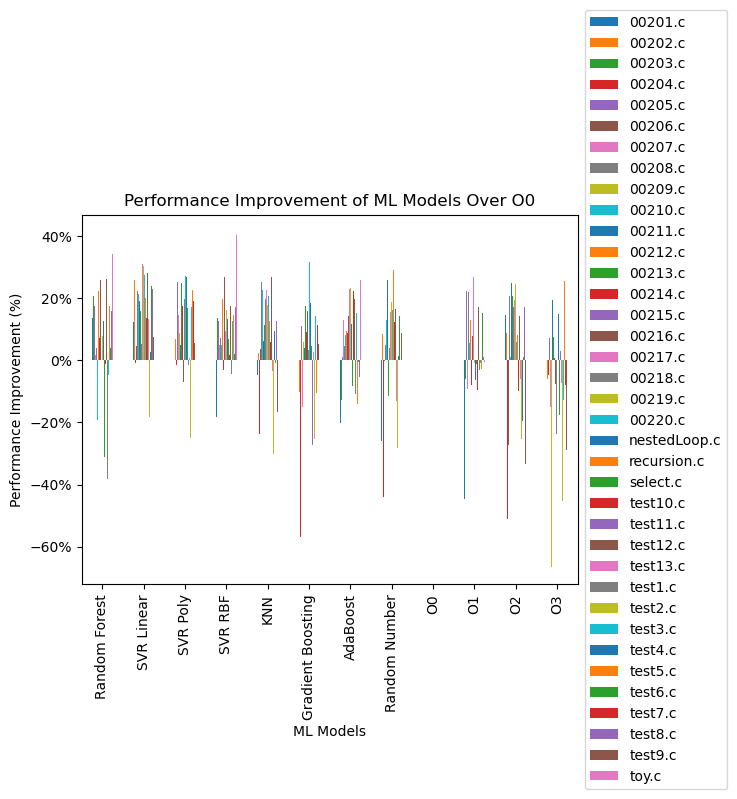 Performance Improvement of ML Models Over O0
Performance Improvement (%)
40%
20%
0%
−20%
−40%
−60%
Random Forest
SVR Linear
SVR Poly
SVR RBF
KNN
Gradient Boosting
AdaBoost
Random Number
O0
O1
O2
O3
ML Models
00201.c
00202.c
00203.c
00204.c
00205.c
00206.c
00207.c
00208.c
00209.c
00210.c
00211.c
00212.c
00213.c
00214.c
00215.c
00216.c
00217.c
00218.c
00219.c
00220.c
nestedLoop.c
recursion.c
select.c
test10.c
test11.c
test12.c
test13.c
test1.c
test2.c
test3.c
test4.c
test5.c
test6.c
test7.c
test8.c
test9.c
toy.c